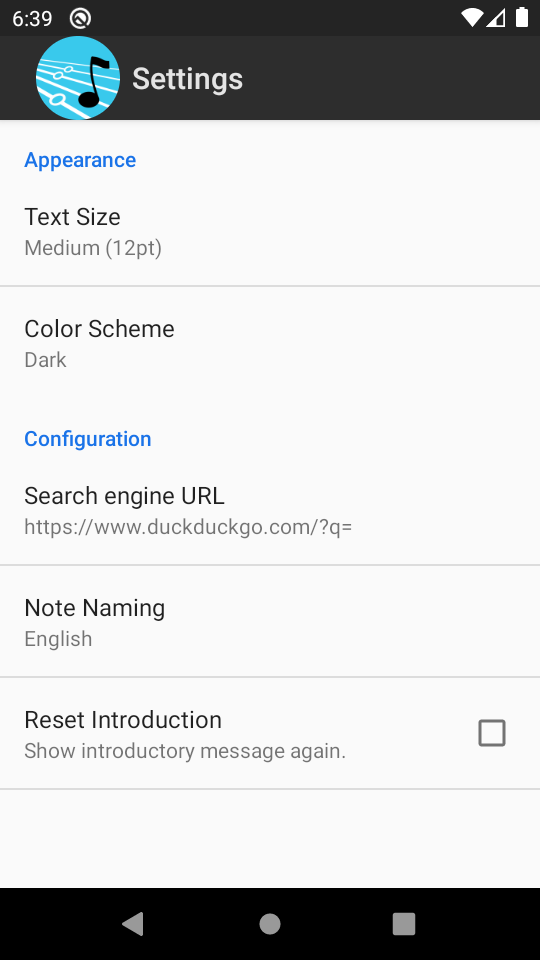 6:39
Settings
Appearance
Text Size
Medium (12pt)
Color Scheme
Dark
Configuration
Search engine URL
https://www.duckduckgo.com/?q=
Note Naming
English
Reset Introduction
Show introductory message again.